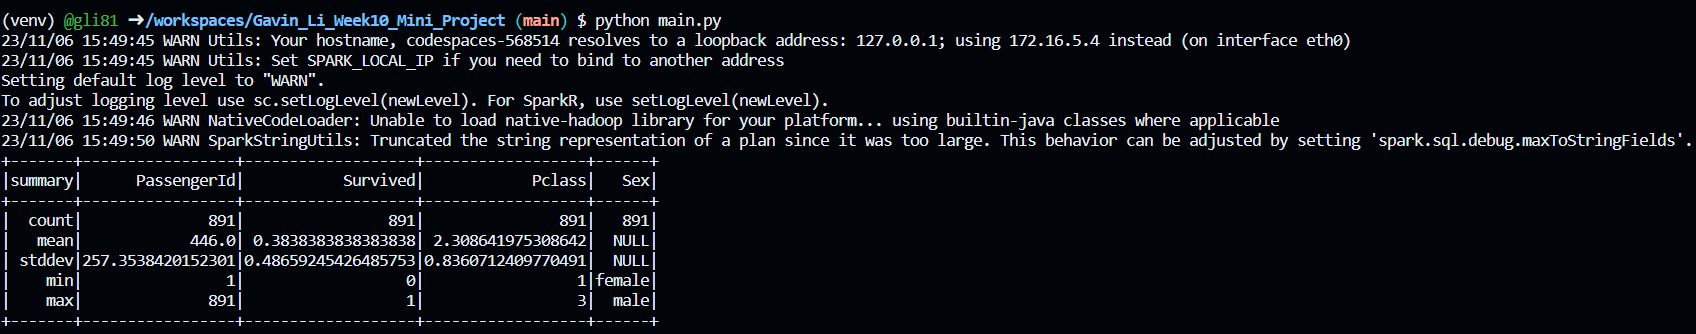 (venv) @gli81 ➜/workspaces/Gavin_Li_Week10_Mini_Project (main) $ python main.py
23/11/06 15:49:45 WARN Utils: Your hostname, codespaces-568514 resolves to a loopback address: 127.0.0.1; using 172.16.5.4 instead (on interface eth0)
23/11/06 15:49:45 WARN Utils: Set SPARK_LOCAL_IP if you need to bind to another address
Setting default log level to "WARN".
To adjust logging level use sc.setLogLevel(newLevel). For SparkR, use setLogLevel(newLevel).
23/11/06 15:49:46 WARN NativeCodeLoader: Unable to load native-hadoop library for your platform... using builtin-java classes where applicable
23/11/06 15:49:50 WARN SparkStringUtils: Truncated the string representation of a plan since it was too large. This behavior can be adjusted by setting 'spark.sql.debug.maxToStringFields'.
+-------+-----------------+-------------------+------------------+------+
|summary|      PassengerId|           Survived|            Pclass|   Sex|
+-------+-----------------+-------------------+------------------+------+
|  count|              891|                891|               891|   891|
|   mean|            446.0| 0.3838383838383838| 2.308641975308642|  NULL|
| stddev|257.3538420152301|0.48659245426485753|0.8360712409770491|  NULL|
|    min|                1|                  0|                 1|female|
|    max|              891|                  1|                 3|  male|
+-------+-----------------+-------------------+------------------+------+